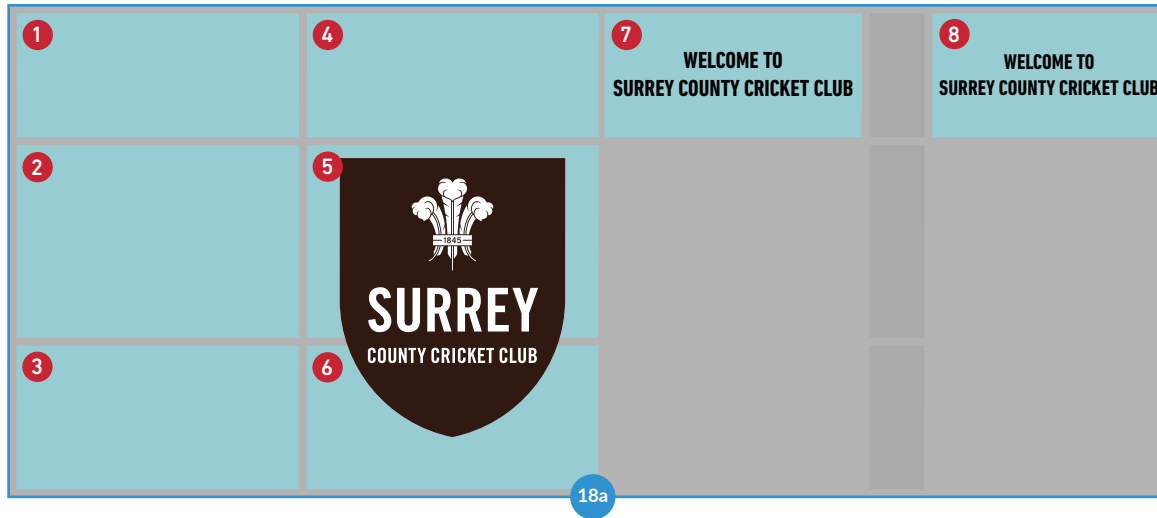 1
4
7
WELCOME TO
SURREY COUNTY CRICKET CLUB
8
WELCOME TO
SURREY COUNTY CRICKET CLUB
2
5
1845
SURREY
COUNTY CRICKET CLUB
3
6
18a